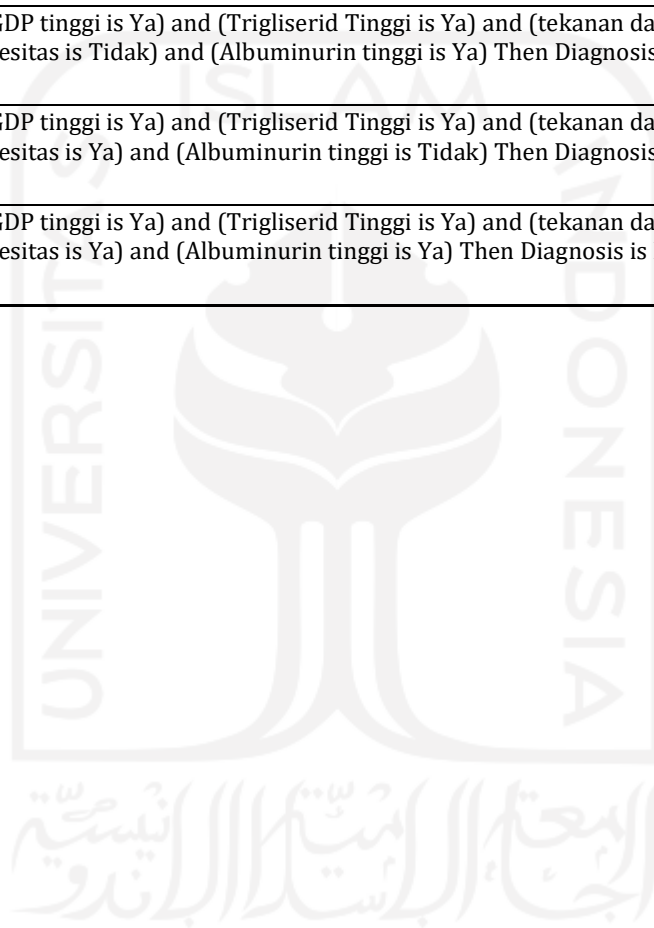 GDP tinggi is Ya) and (Trigliserid Tinggi is Ya) and (tekanan da
esitas is Tidak) and (Albuminurin tinggi is Ya) Then Diagnosis
GDP tinggi is Ya) and (Trigliserid Tinggi is Ya) and (tekanan da
esitas is Ya) and (Albuminurin tinggi is Tidak) Then Diagnosis
GDP tinggi is Ya) and (Trigliserid Tinggi is Ya) and (tekanan da
esitas is Ya) and (Albuminurin tinggi is Ya) Then Diagnosis is
ISLAM
UNIVERSITAS
INDONESIA